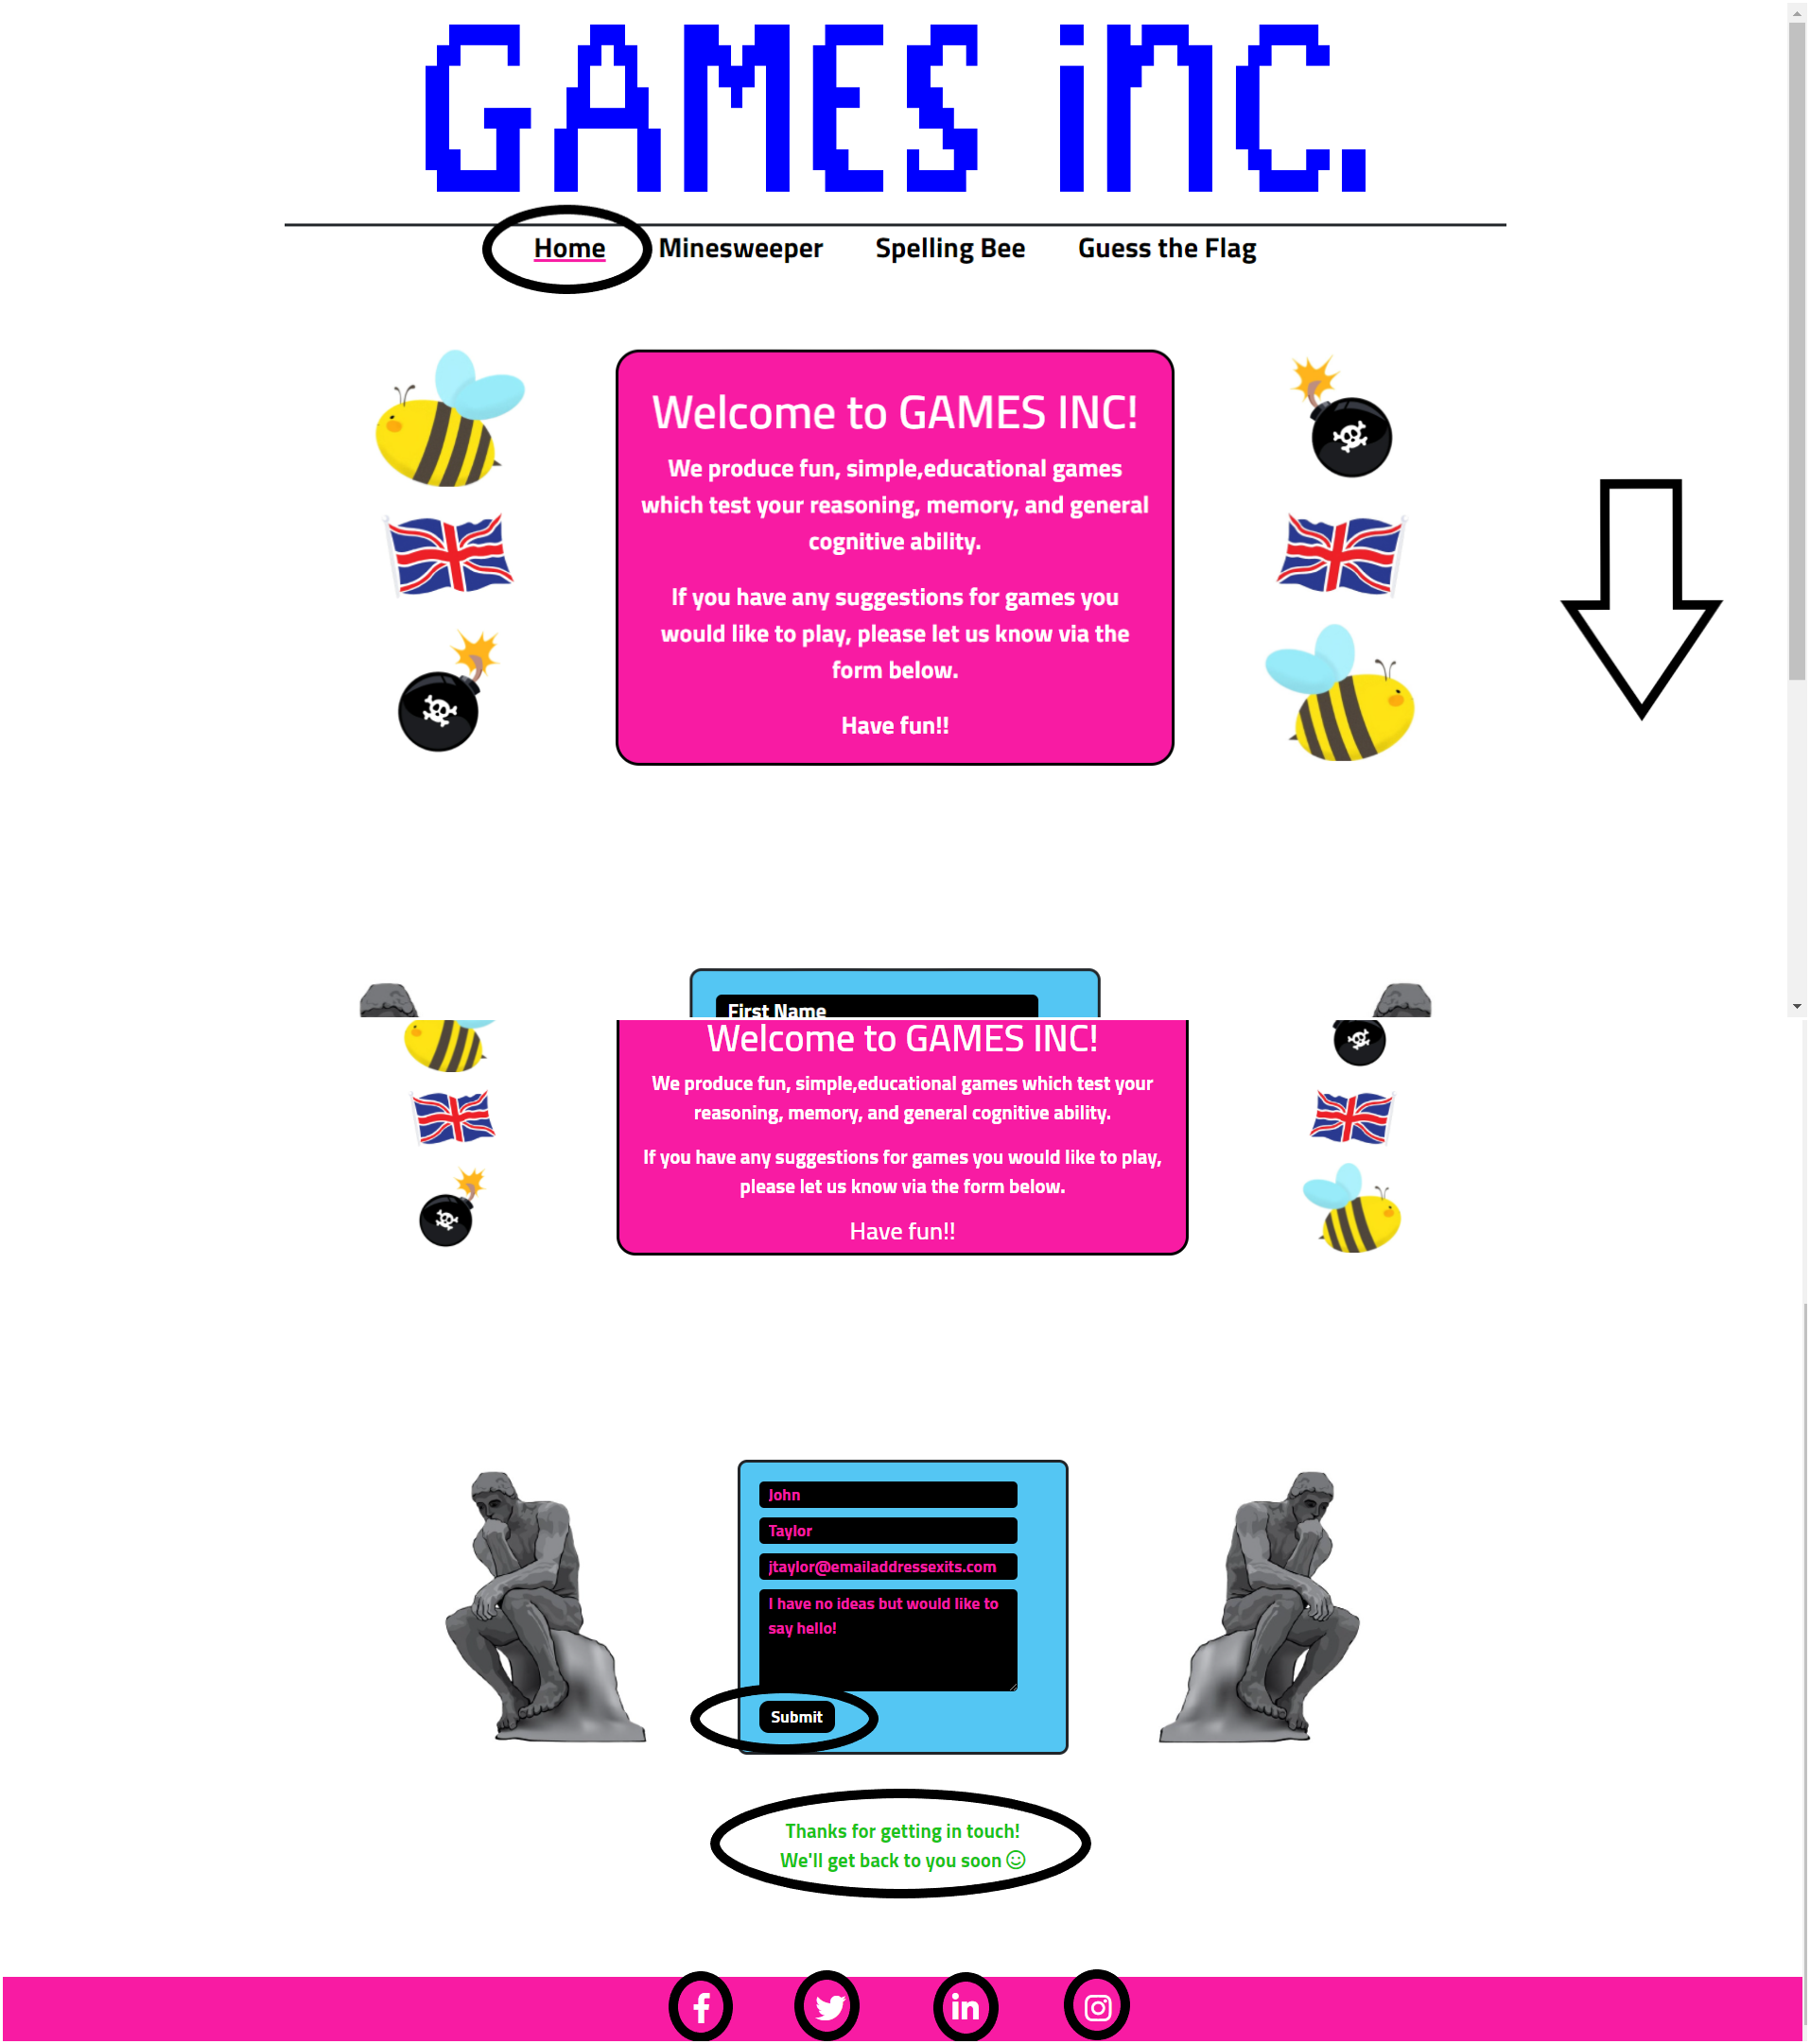 GAMES iNC.
Home Minesweeper Spelling Bee Guess the Flag
Welcome to GAMES INC!
We produce fun, simple,educational games
which test your reasoning, memory, and general
cognitive ability.
If you have any suggestions for games you
would like to play, please let us know via the
form below.
Have fun!!
First Name
Welcome to GAMES INC!
We produce fun, simple,educational games which test your
reasoning, memory, and general cognitive ability.
If you have any suggestions for games you would like to play,
please let us know via the form below.
Have fun!!
John
Taylor
jtaylor@emailaddressexits.com
I have no ideas but would like to
say hello!
Submit
Thanks for getting in touch!
We'll get back to you soon